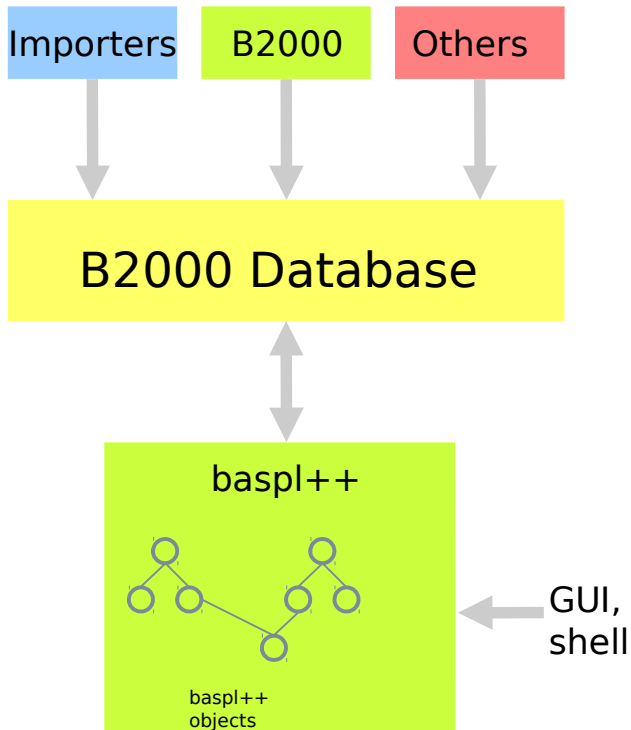 Importers
B2000
Others
B2000 Database
baspl++
GUI,
shell
baspl++
objects